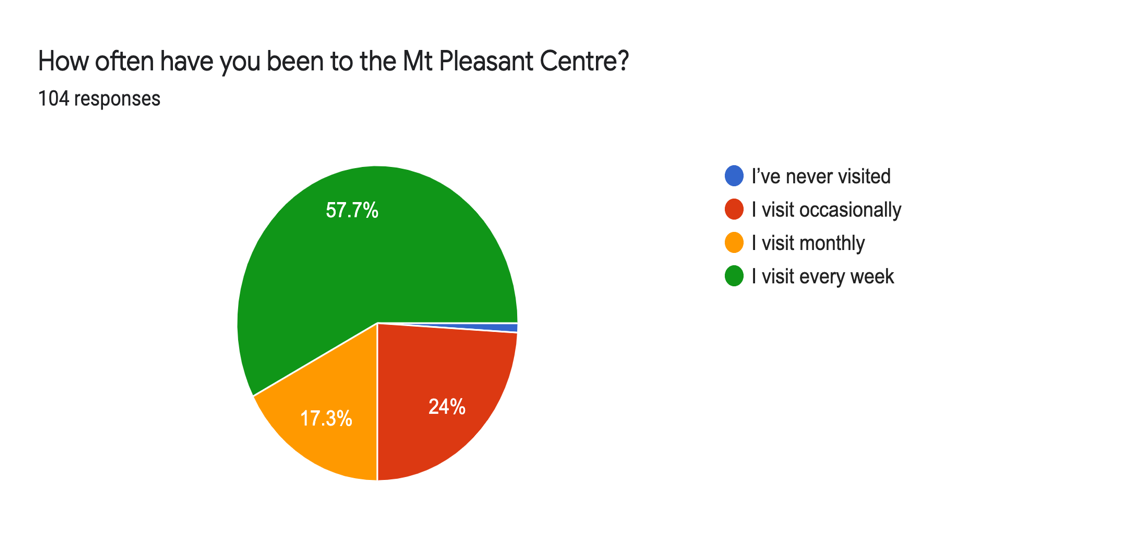 How often have you been to the Mt Pleasant Centre?
104 responses
57.7%
17.3%
24%
I’ve never visited
I visit occasionally
I visit monthly
I visit every week